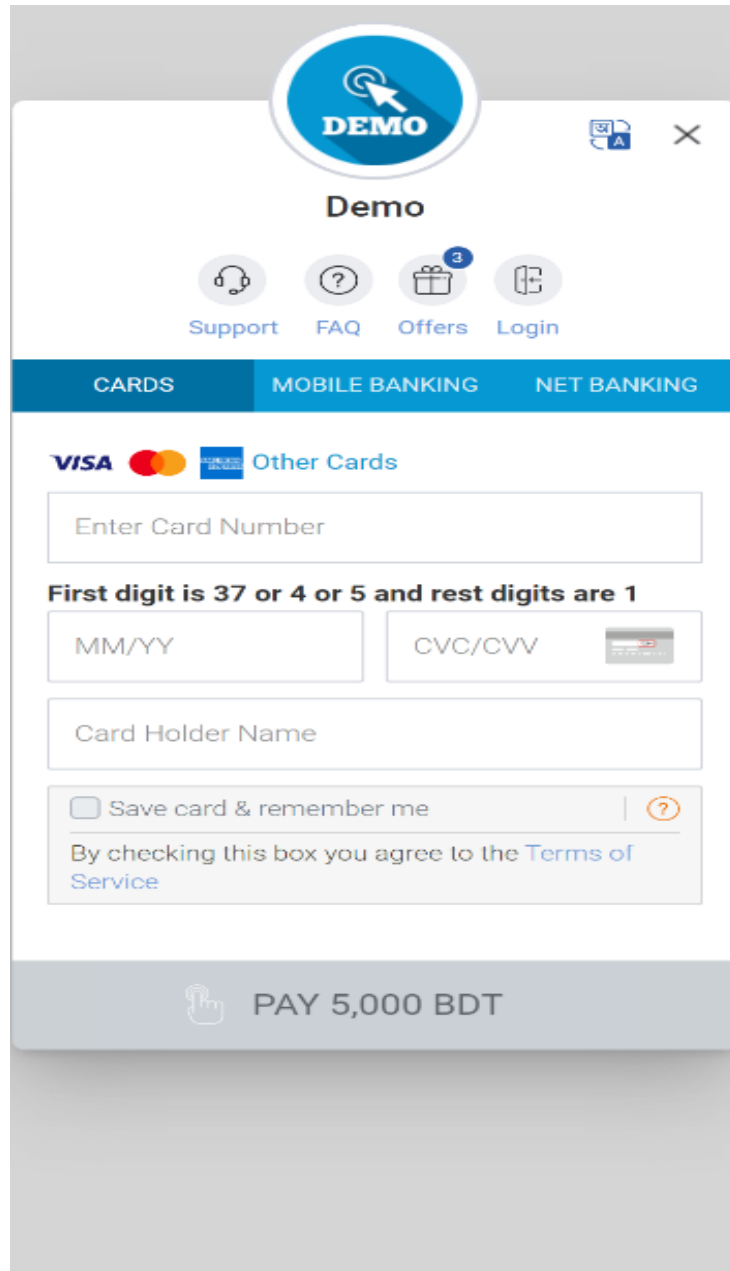 DEMO
অ A
Demo
3
Support FAQ Offers Login
CARDS MOBILE BANKING NET BANKING
VISA Other Cards
Enter Card Number
First digit is 37 or 4 or 5 and rest digits are 1
MM/YY CVC/CVV
Card Holder Name
Save card & remember me ?
By checking this box you agree to the Terms of
Service
PAY 5,000 BDT